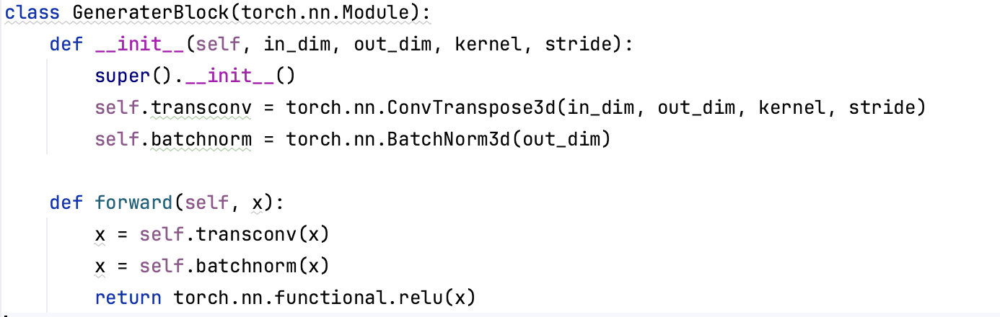 class GeneraterBlock(torch.nn.Module):
    def __init__(self, in_dim, out_dim, kernel, stride):
        super().__init__()
        self.transconv = torch.nn.ConvTranspose3d(in_dim, out_dim, kernel, stride)
        self.batchnorm = torch.nn.BatchNorm3d(out_dim)

    def forward(self, x):
        x = self.transconv(x)
        x = self.batchnorm(x)
        return torch.nn.functional.relu(x)